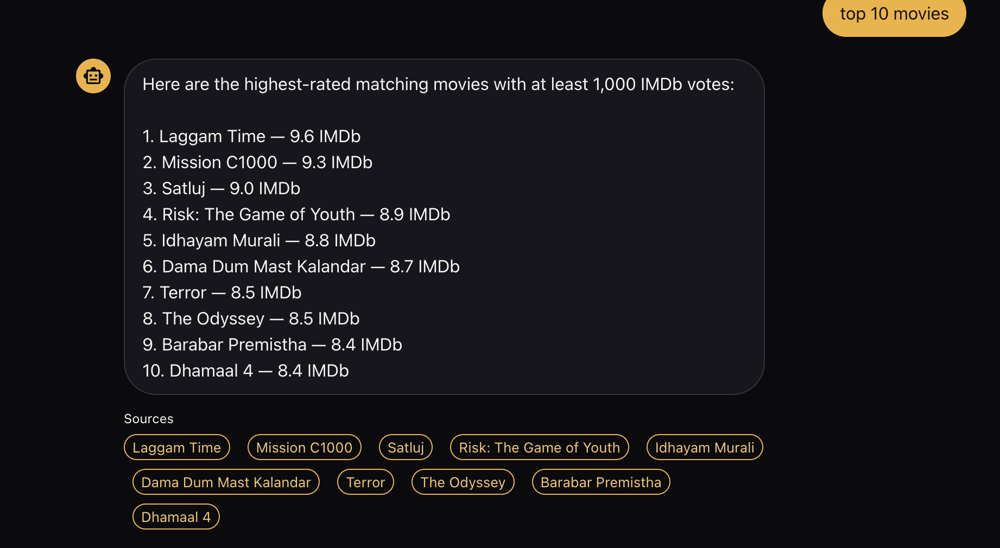 top 10 movies
Here are the highest-rated matching movies with at least 1,000 IMDb votes:
1. Laggam Time — 9.6 IMDb
2. Mission C1000 — 9.3 IMDb
3. Satluj — 9.0 IMDb
4. Risk: The Game of Youth — 8.9 IMDb
5. Idhayam Murali — 8.8 IMDb
6. Dama Dum Mast Kalandar — 8.7 IMDb
7. Terror — 8.5 IMDb
8. The Odyssey — 8.5 IMDb
9. Barabar Premistha — 8.4 IMDb
10. Dhamaal 4 — 8.4 IMDb
Sources
Laggam Time Mission C1000 Satluj Risk: The Game of Youth Idhayam Murali
Dama Dum Mast Kalandar Terror The Odyssey Barabar Premistha
Dhamaal 4